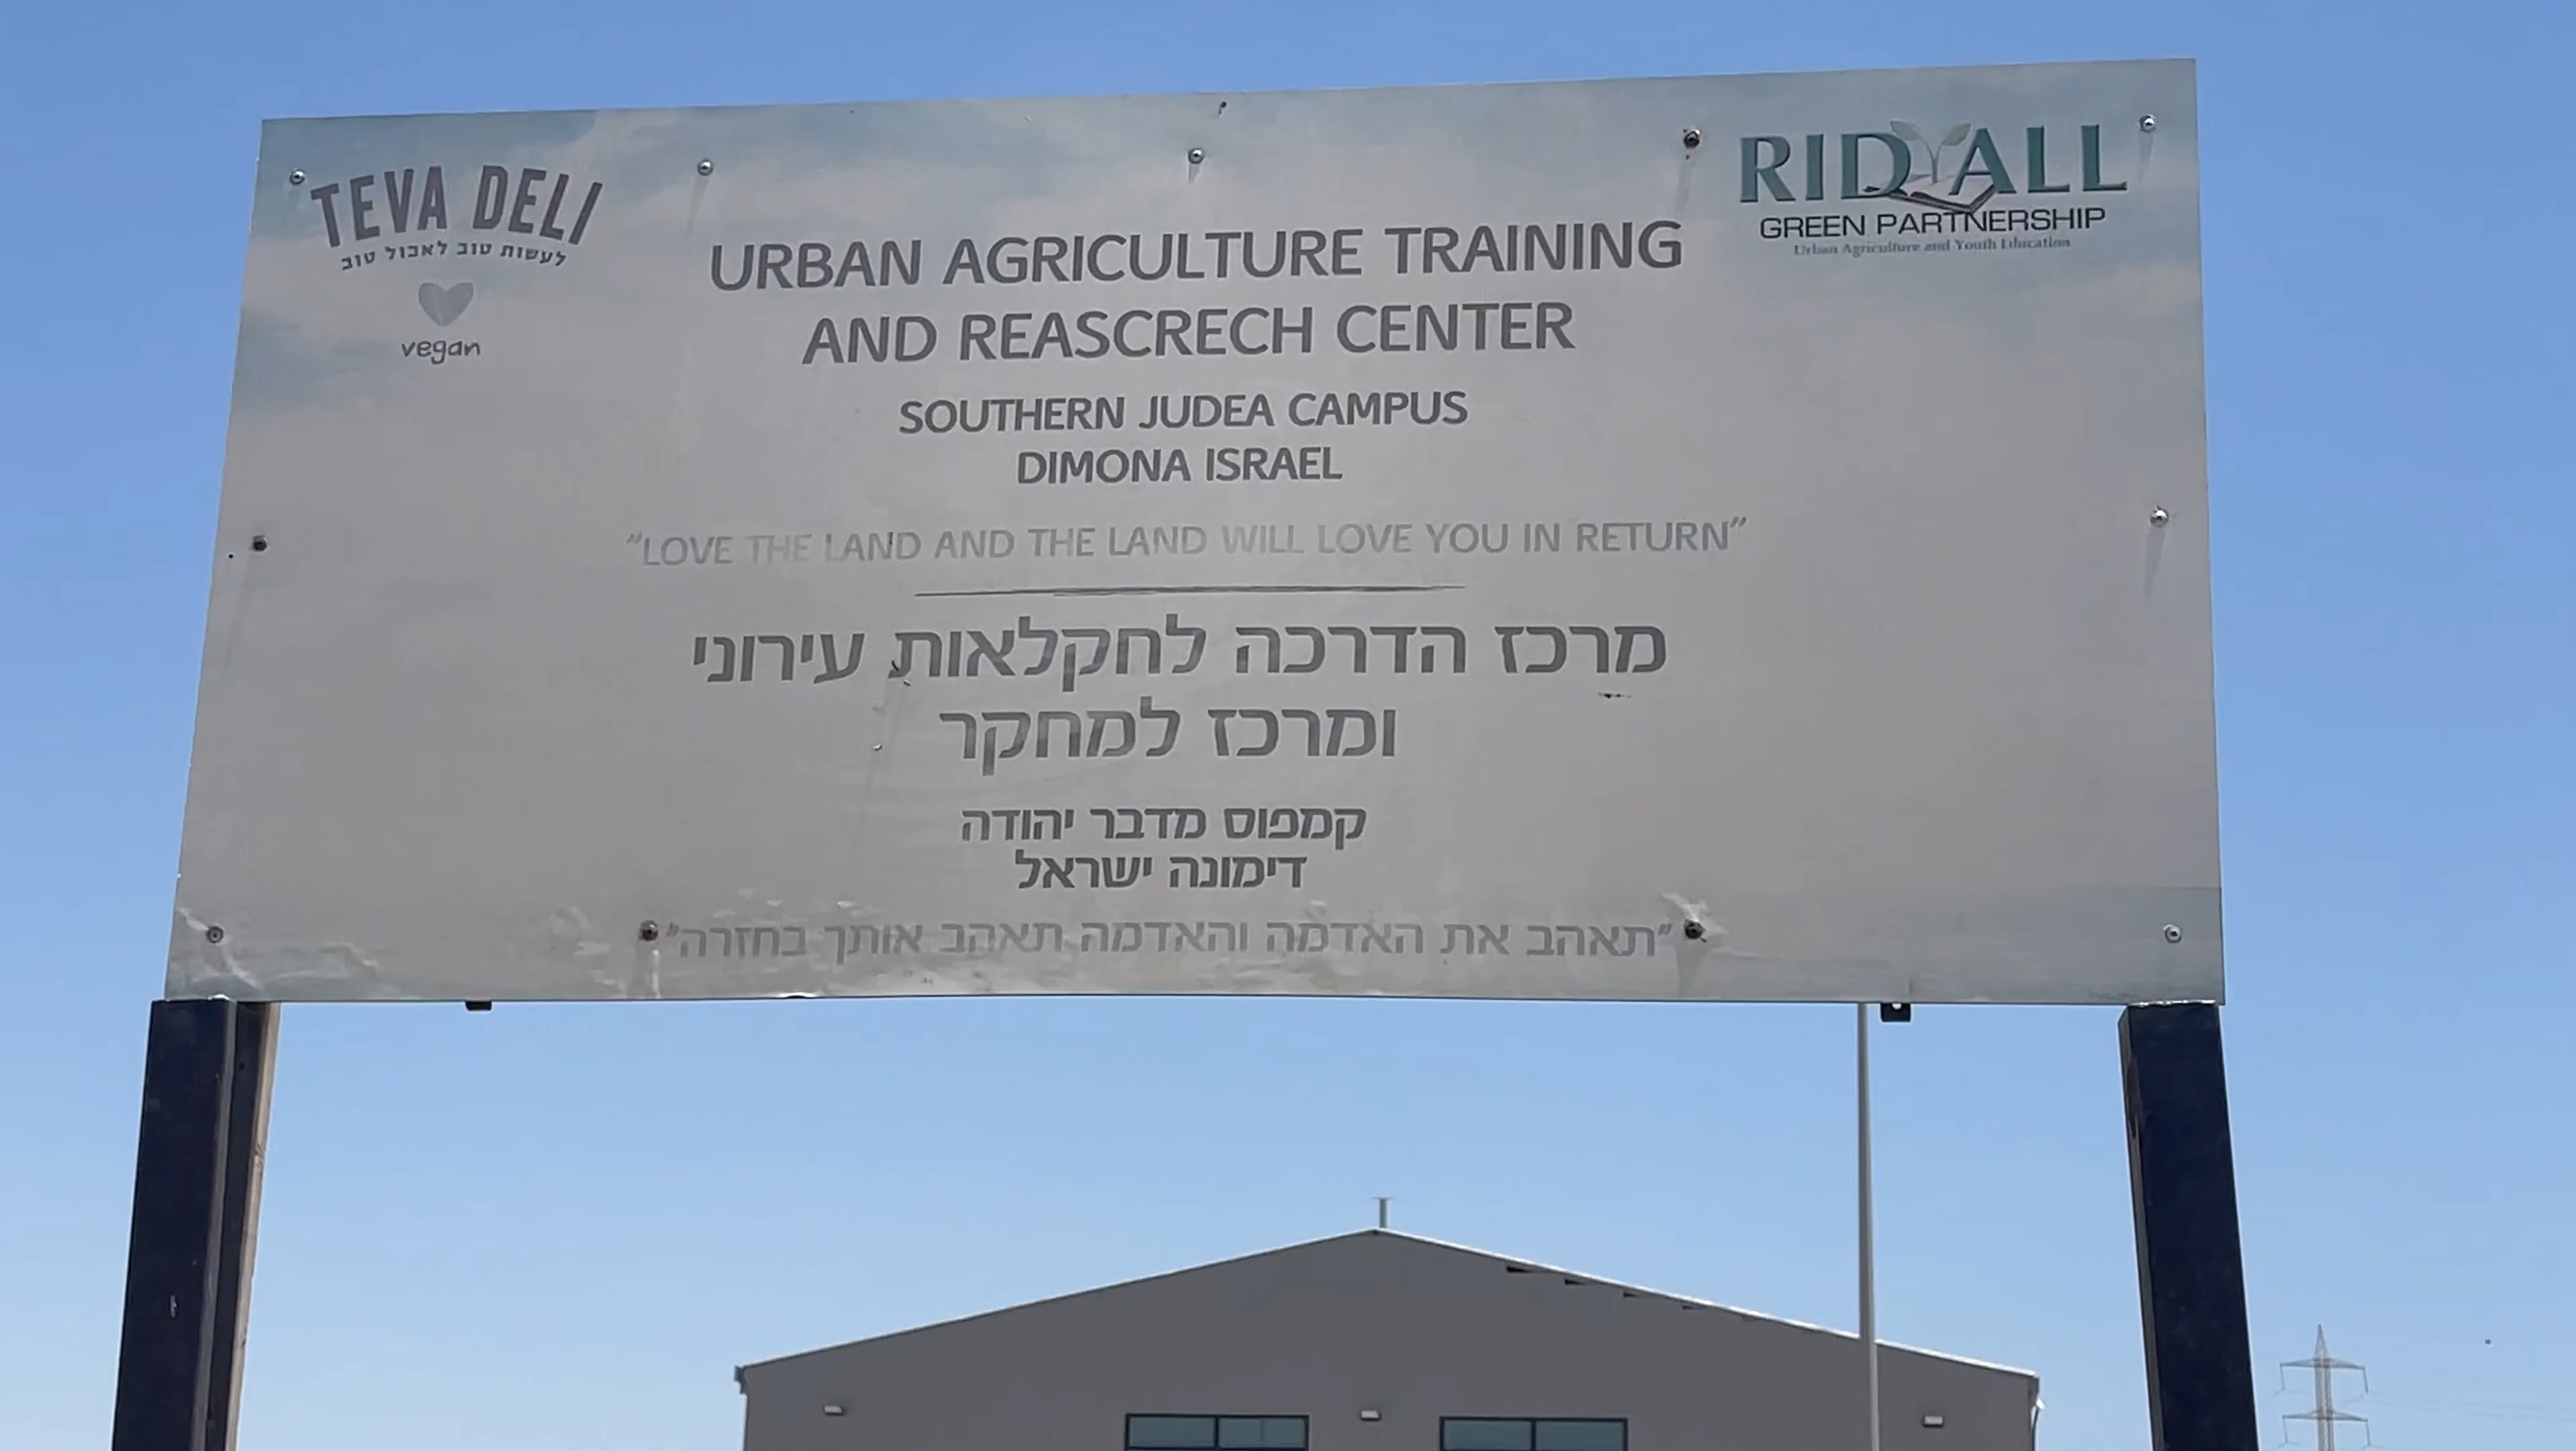 TEVA DELI
לעשות טוב לאכול טוב
vegan
RID ALL
GREEN PARTNERSHIP
Urban Agriculture and Youth Education
URBAN AGRICULTURE TRAINING
AND REASCRECH CENTER
SOUTHERN JUDEA CAMPUS
DIMONA ISRAEL
"LOVE THE LAND AND THE LAND WILL LOVE YOU IN RETURN"
מרכז הדרכה לחקלאות עירוני
ומרכז למחקר
קמפוס מדבר יהודה
דימונה ישראל
"תאהב את האדמה והאדמה תאהב אותך בחזרה"